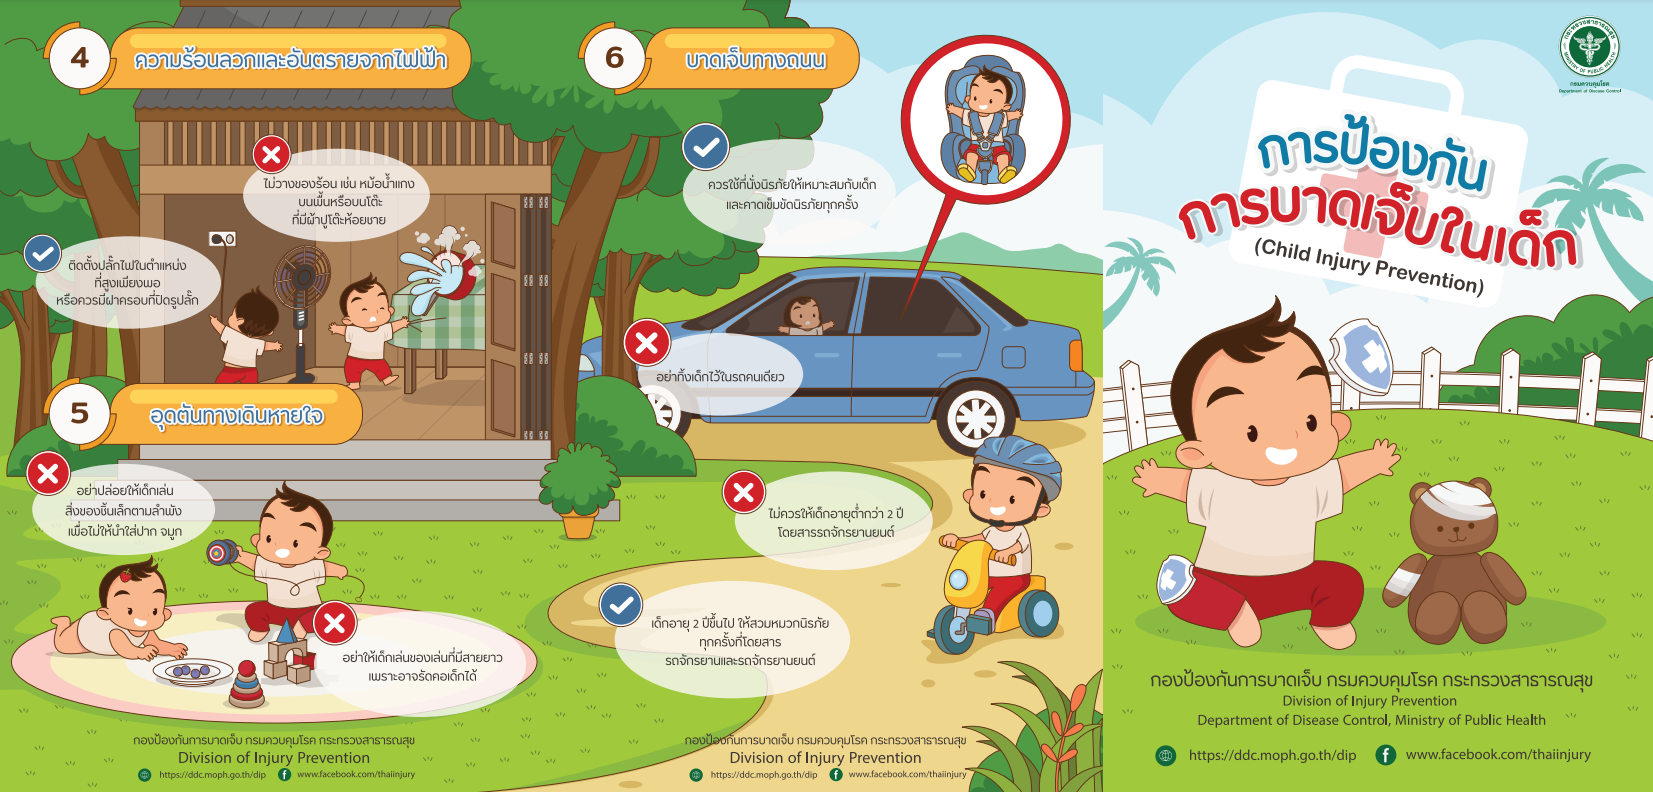 4
ความร้อนลวกและอันตรายจากไฟฟ้า
ไม่วางของร้อน เช่น หม้อน้ำแกง
บนพื้นหรือบนโต๊ะ
ที่มีผ้าปูโต๊ะห้อยชาย
ติดตั้งปลั๊กไฟในตำแหน่ง
ที่สูงเพียงพอ
หรือควรมีฝาครอบที่ปิดรูปลั๊ก
5
อุดตันทางเดินหายใจ
อย่าปล่อยให้เด็กเล่น
สิ่งของชิ้นเล็กตามลำพัง
เพื่อไม่ให้นำใส่ปาก จมูก
อย่าให้เด็กเล่นของเล่นที่มีสายยาว
เพราะอาจรัดคอเด็กได้
กองป้องกันการบาดเจ็บ กรมควบคุมโรค กระทรวงสาธารณสุข
Division of Injury Prevention
https://ddc.moph.go.th/dip www.facebook.com/thaiinjury
6
บาดเจ็บทางถนน
ควรใช้ที่นั่งนิรภัยให้เหมาะสมกับเด็ก
และคาดเข็มขัดนิรภัยทุกครั้ง
อย่าทิ้งเด็กไว้ในรถคนเดียว
ไม่ควรให้เด็กอายุต่ำกว่า 2 ปี
โดยสารรถจักรยานยนต์
เด็กอายุ 2 ปีขึ้นไป ให้สวมหมวกนิรภัย
ทุกครั้งที่โดยสาร
รถจักรยานและรถจักรยานยนต์
กองป้องกันการบาดเจ็บ กรมควบคุมโรค กระทรวงสาธารณสุข
Division of Injury Prevention
https://ddc.moph.go.th/dip www.facebook.com/thaiinjury
กระทรวงสาธารณสุข
MINISTRY OF PUBLIC HEALTH
กรมควบคุมโรค
Department of Disease Control
การป้องกัน
การบาดเจ็บในเด็ก
(Child Injury Prevention)
กองป้องกันการบาดเจ็บ กรมควบคุมโรค กระทรวงสาธารณสุข
Division of Injury Prevention
Department of Disease Control, Ministry of Public Health
https://ddc.moph.go.th/dip www.facebook.com/thaiinjury